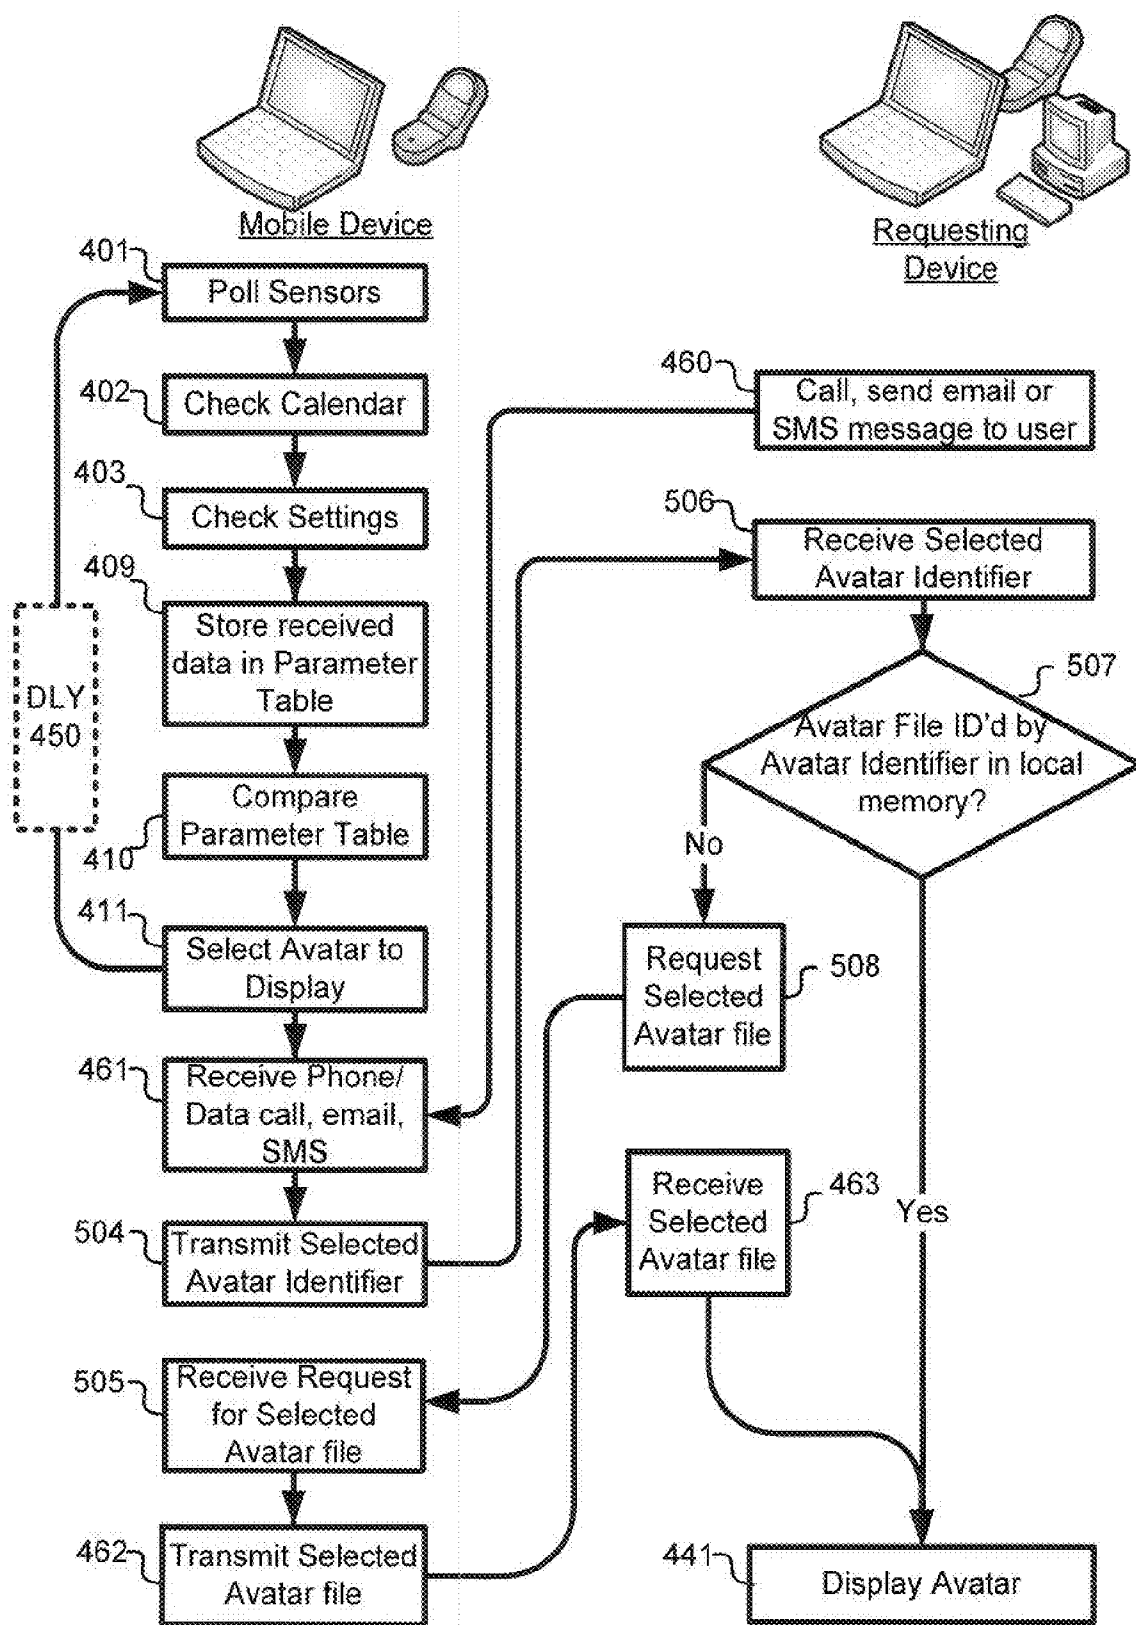 Mobile Device
Requesting
Device
401
Poll Sensors
402
Check Calendar
403
Check Settings
409
Store received
data in Parameter
Table
DLY
450
Compare
Parameter Table
410
411
Select Avatar to
Display
461
Receive Phone/
Data call, email,
SMS
504
Transmit Selected
Avatar Identifier
505
Receive Request
for Selected
Avatar file
462
Transmit Selected
Avatar file
460
Call, send email or
SMS message to user
506
Receive Selected
Avatar Identifier
507
Avatar File ID'd by
Avatar Identifier in local
memory?
No
Request
Selected
Avatar file
508
Receive
Selected
Avatar file
463
Yes
441
Display Avatar